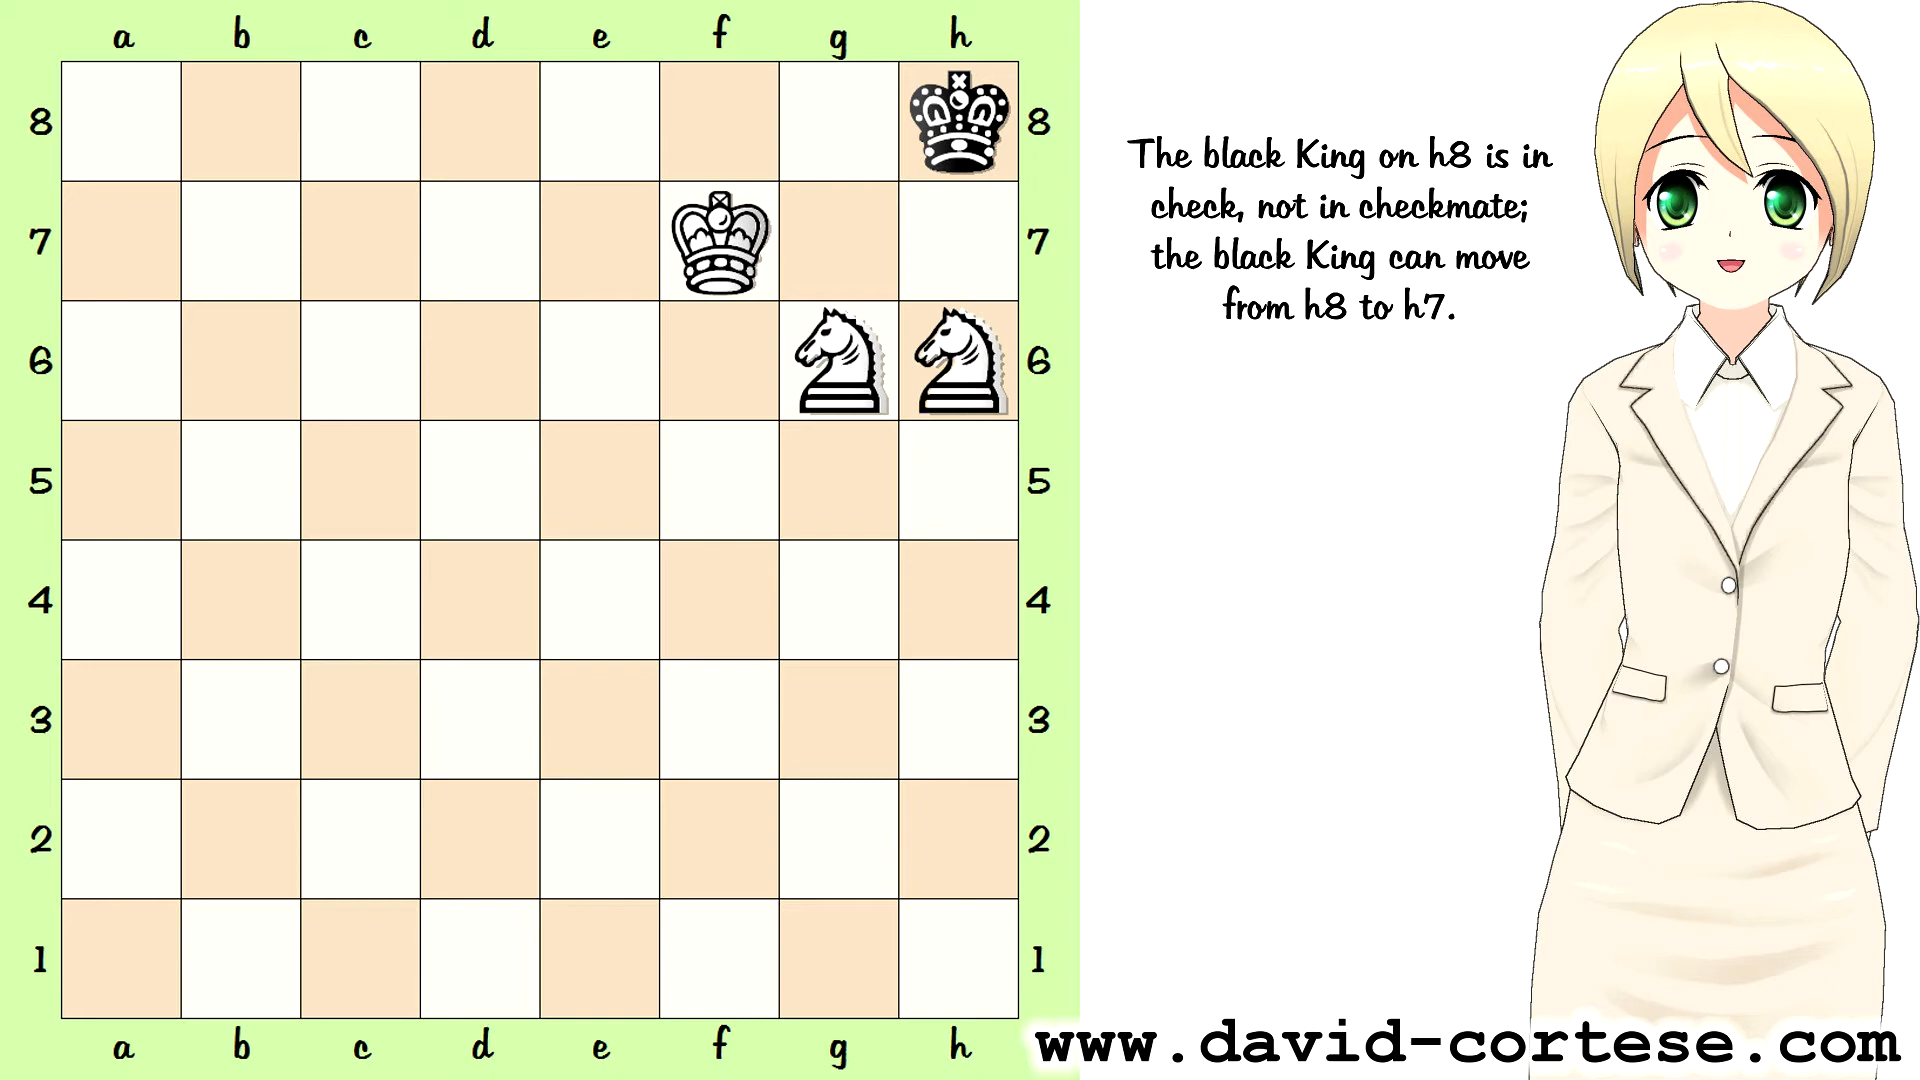 a b c d e f g h
8 8
7 7
6 6
5 5
4 4
3 3
2 2
1 1
a b c d e f g h
The black King on h8 is in
check, not in checkmate;
the black King can move
from h8 to h7.
www.david-cortese.com